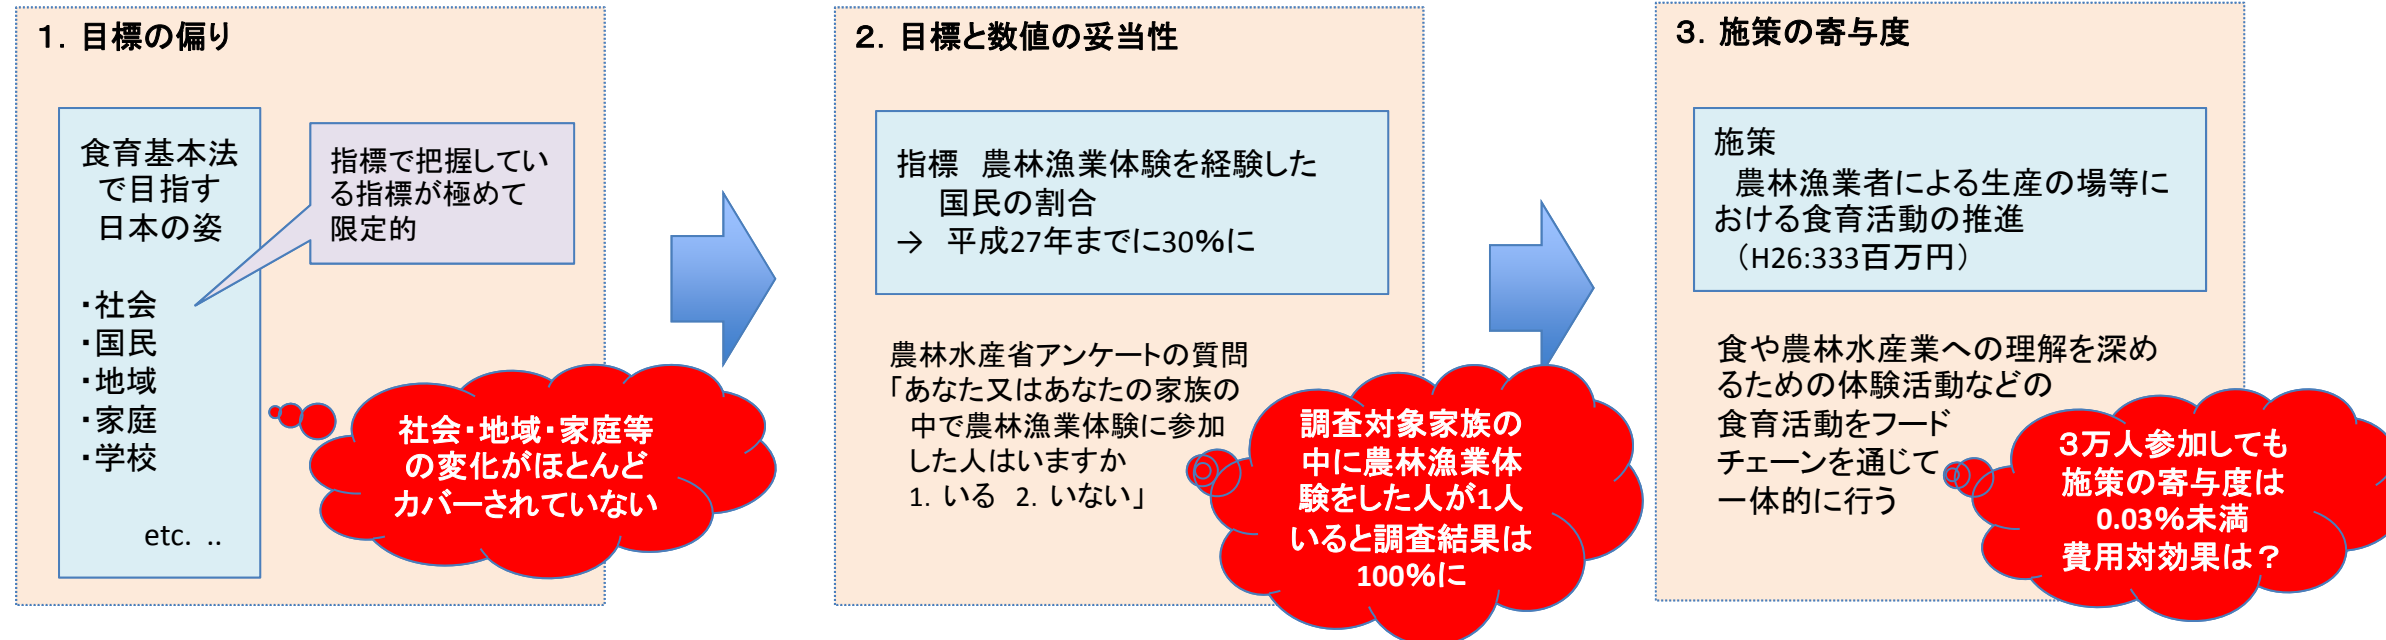 １．目標の偏り
食育基本法
で目指す
日本の姿
・社会
・国民
・地域
・家庭
・学校
etc. ..
指標で把握してい
る指標が極めて
限定的
社会・地域・家庭等
の変化がほとんど
カバーされていない
２．目標と数値の妥当性
指標　農林漁業体験を経験した
国民の割合
→　平成27年までに30％に
農林水産省アンケートの質問
「あなた又はあなたの家族の
中で農林漁業体験に参加
した人はいますか
1. いる 2. いない」
調査対象家族の
中に農林漁業体
験をした人が1人
いると調査結果は
100％に
３．施策の寄与度
施策
農林漁業者による生産の場等に
おける食育活動の推進
（H26:333百万円）
食や農林水産業への理解を深め
るための体験活動などの
食育活動をフード
チェーンを通じて
一体的に行う
３万人参加しても
施策の寄与度は
0.03％未満
費用対効果は？